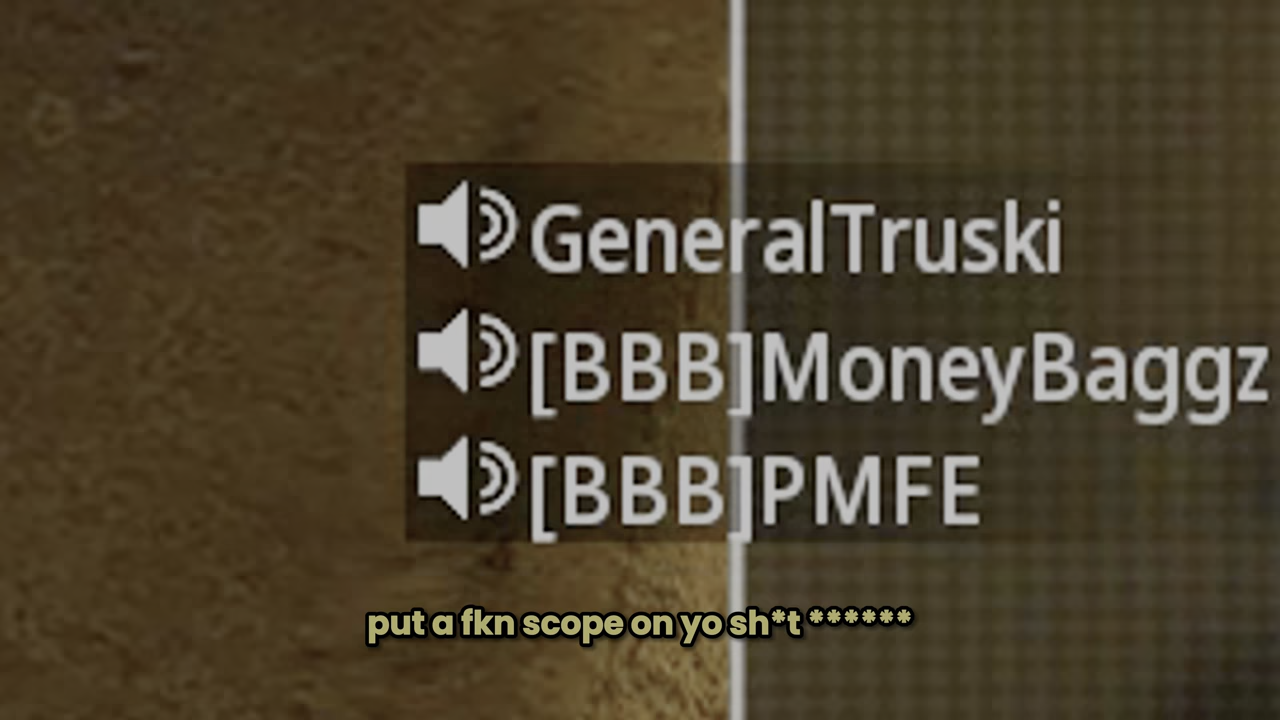 GeneralTruski
[BBB]MoneyBaggz
[BBB]PMFE
put a fkn scope on yo sh*t ******